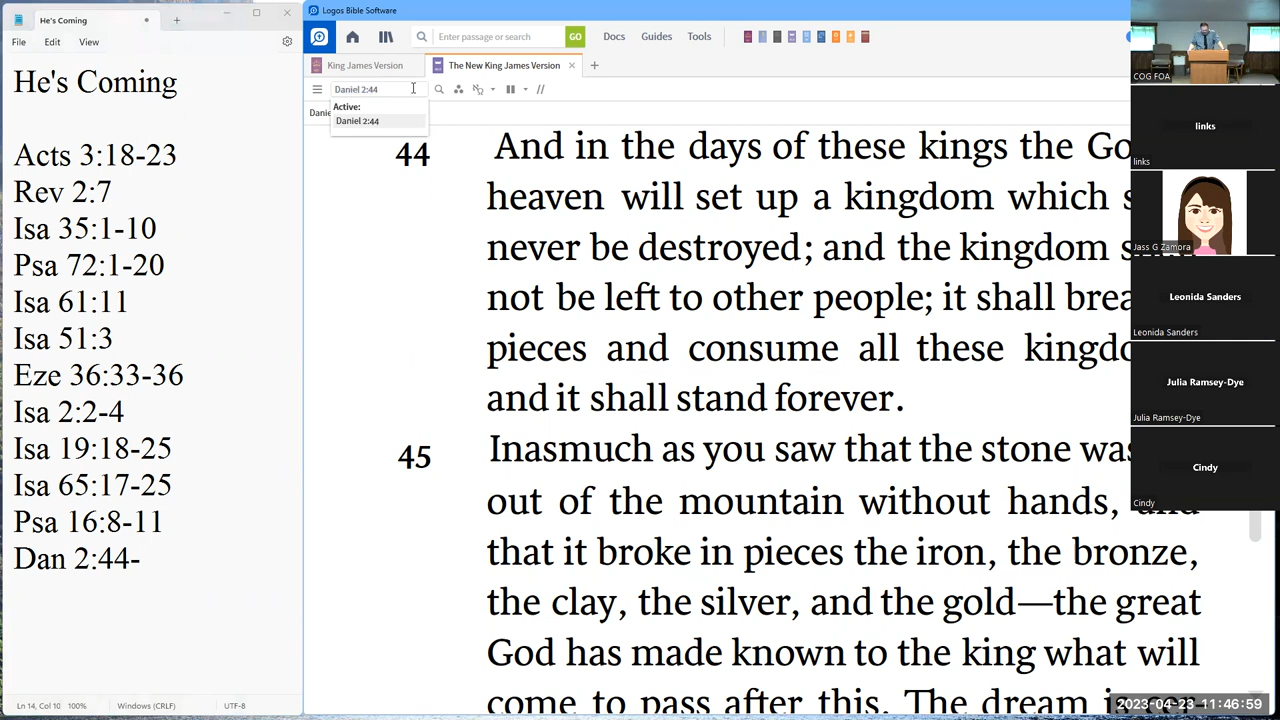 He's Coming
File Edit View
He's Coming
Acts 3:18-23
Rev 2:7
Isa 35:1-10
Psa 72:1-20
Isa 61:11
Isa 51:3
Eze 36:33-36
Isa 2:2-4
Isa 19:18-25
Isa 65:17-25
Psa 16:8-11
Dan 2:44-
Ln 14, Col 10 100% Windows (CRLF) UTF-8
Logos Bible Software
Enter passage or search GO Docs Guides Tools
King James Version The New King James Version
Daniel 2:44
Active:
Daniel 2:44
44 And in the days of these kings the Go
heaven will set up a kingdom which s
never be destroyed; and the kingdom s
not be left to other people; it shall brea
pieces and consume all these kingdo
and it shall stand forever.
45 Inasmuch as you saw that the stone was
out of the mountain without hands, and
that it broke in pieces the iron, the bronze,
the clay, the silver, and the gold—the great
God has made known to the king what will
come to pass after this. The dream is cer-
COG FOA
links
links
Jass G Zamora
Leonida Sanders
Leonida Sanders
Julia Ramsey-Dye
Julia Ramsey-Dye
Cindy
Cindy
2023-04-23 11:46:59